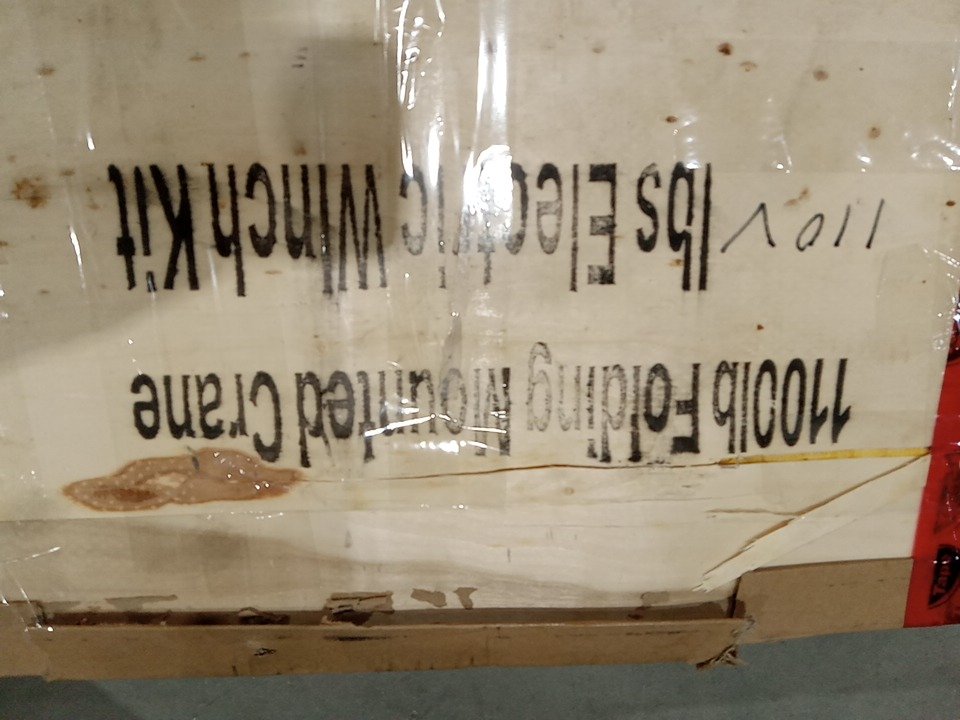 1100lb Folding Mounted Crane
110V lbs Electric Winch Kit